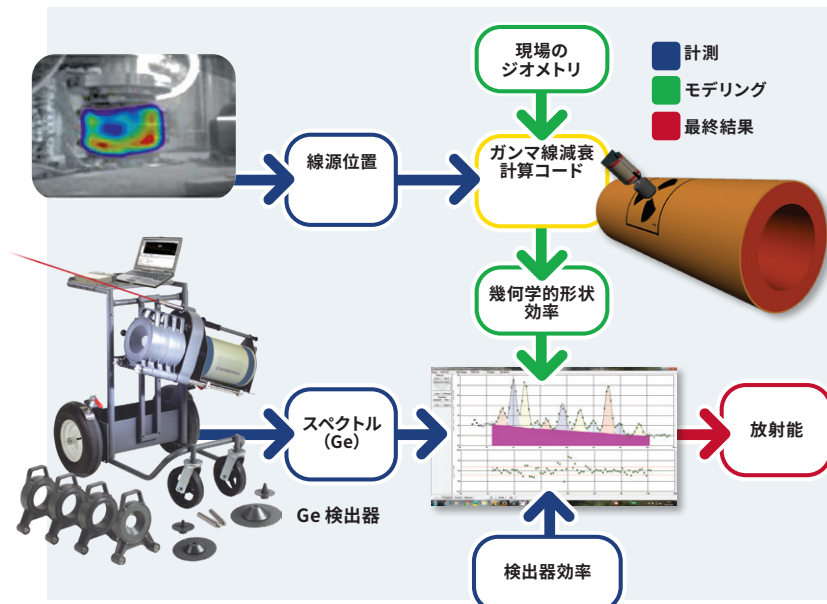 現場の
ジオメトリ
計測
モデリング
最終結果
線源位置
ガンマ線減衰
計算コード
幾何学的形状
効率
スペクトル
（Ge）
放射能
Ge 検出器
検出器効率